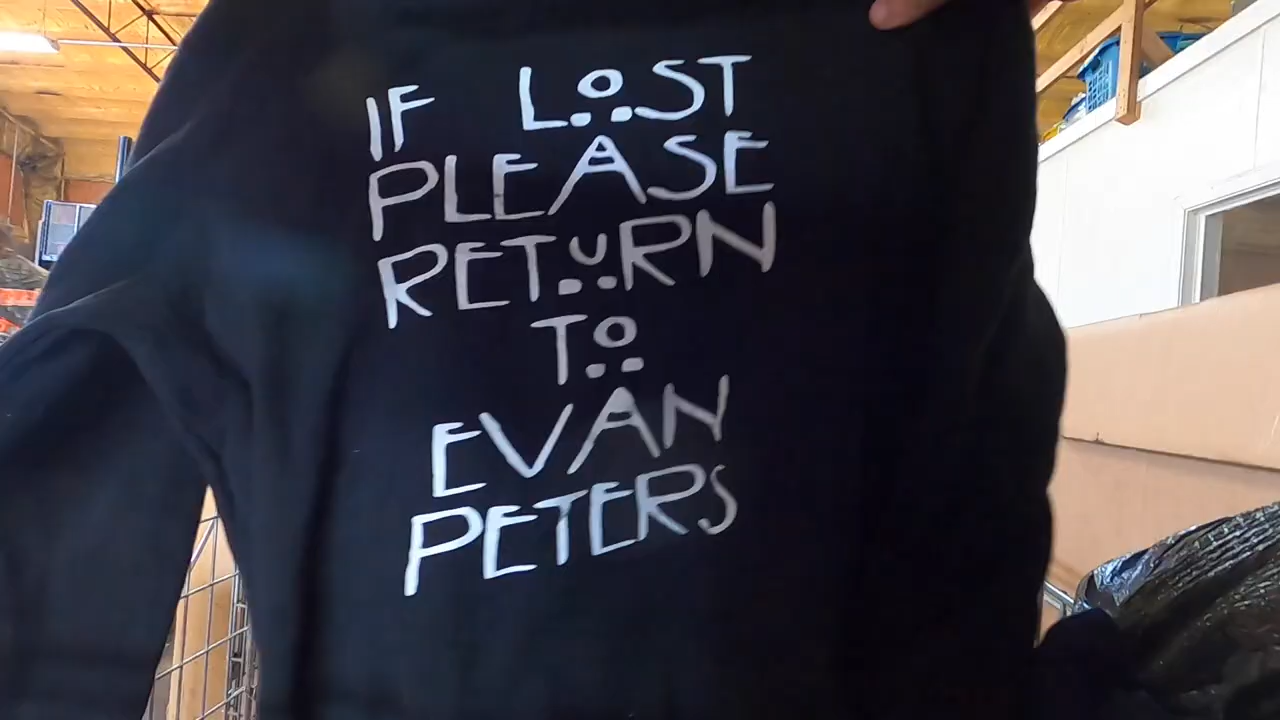 IF LOST
PLEASE
RETURN
TO
EVAN
PETERS